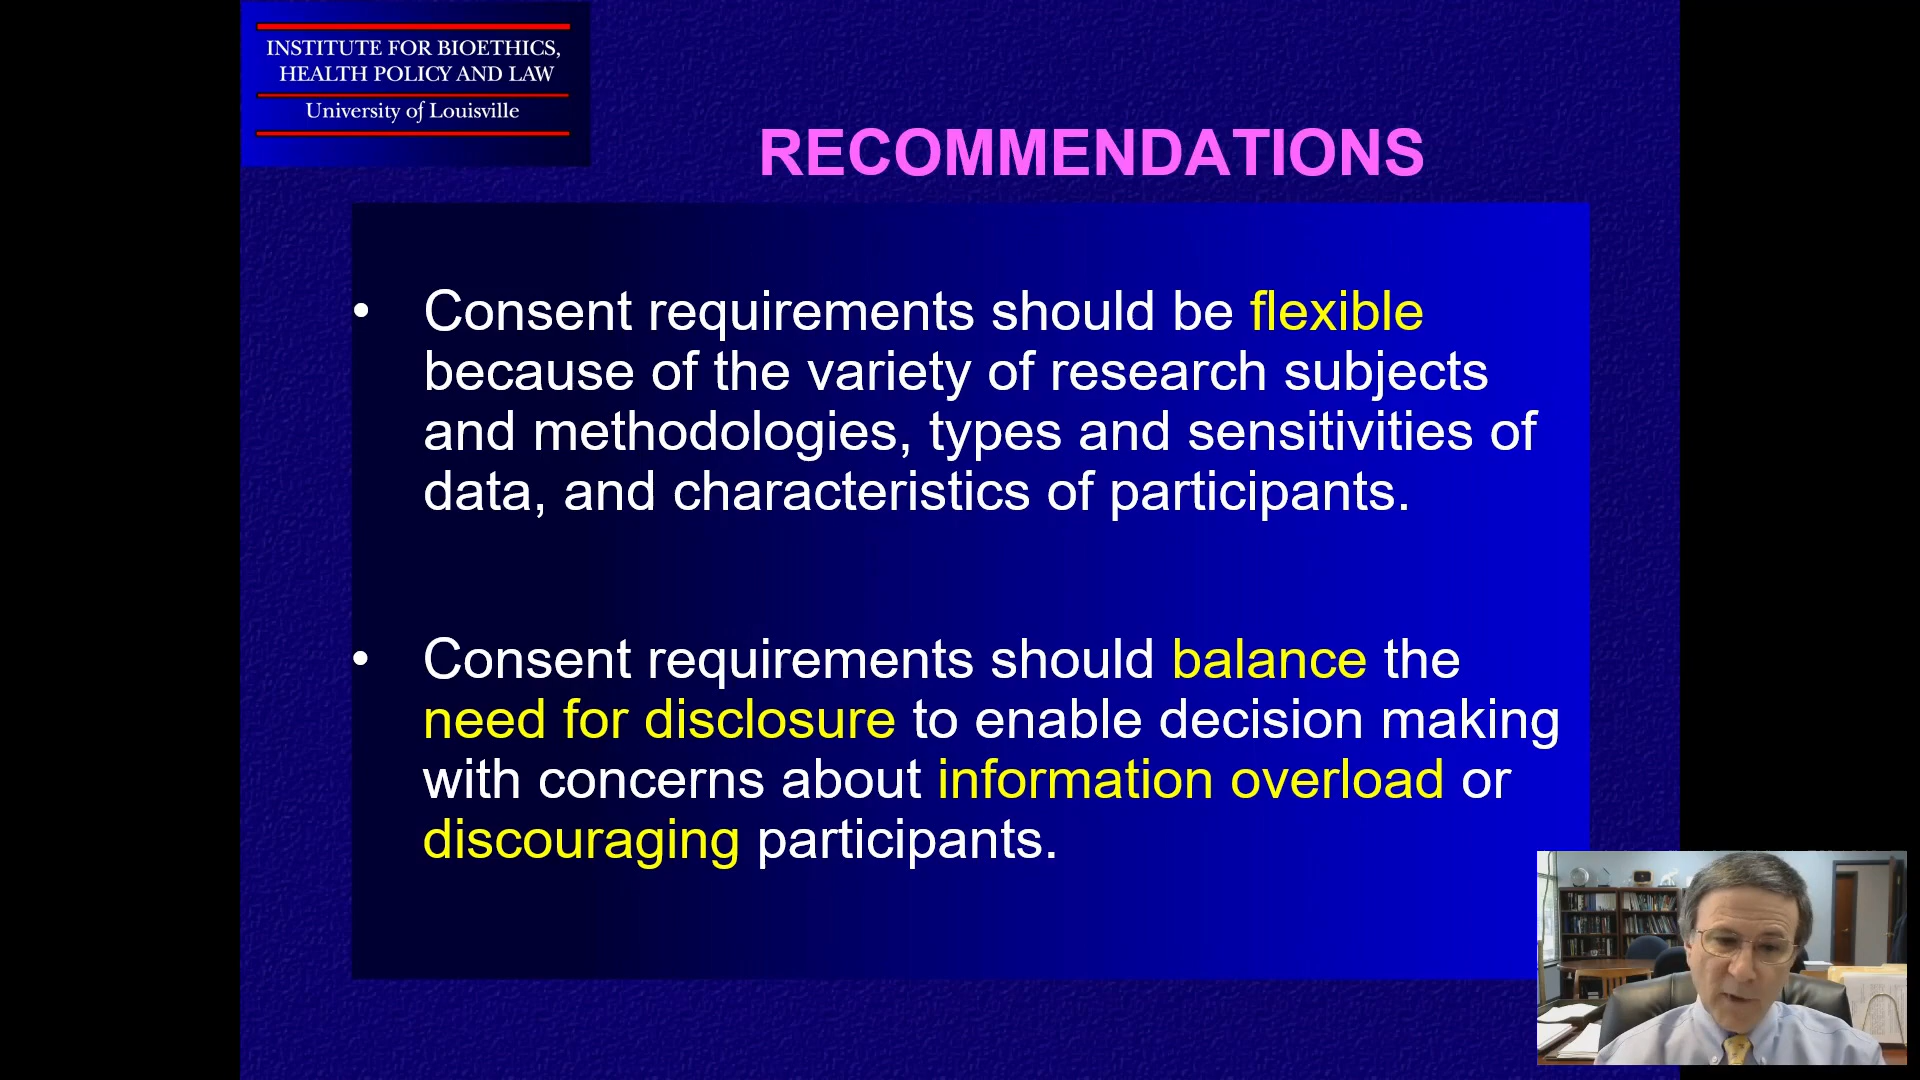 INSTITUTE FOR BIOETHICS,
HEALTH POLICY AND LAW
University of Louisville
RECOMMENDATIONS
• Consent requirements should be flexible
because of the variety of research subjects
and methodologies, types and sensitivities of
data, and characteristics of participants.
• Consent requirements should balance the
need for disclosure to enable decision making
with concerns about information overload or
discouraging participants.